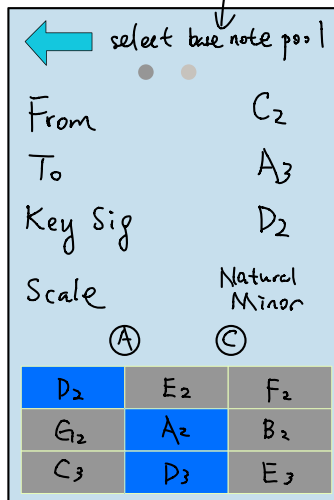 select base note pool
From C2
To A3
Key Sig D2
Scale Natural Minor
A C
D2 E2 F2
G2 A2 B2
C3 D3 E3